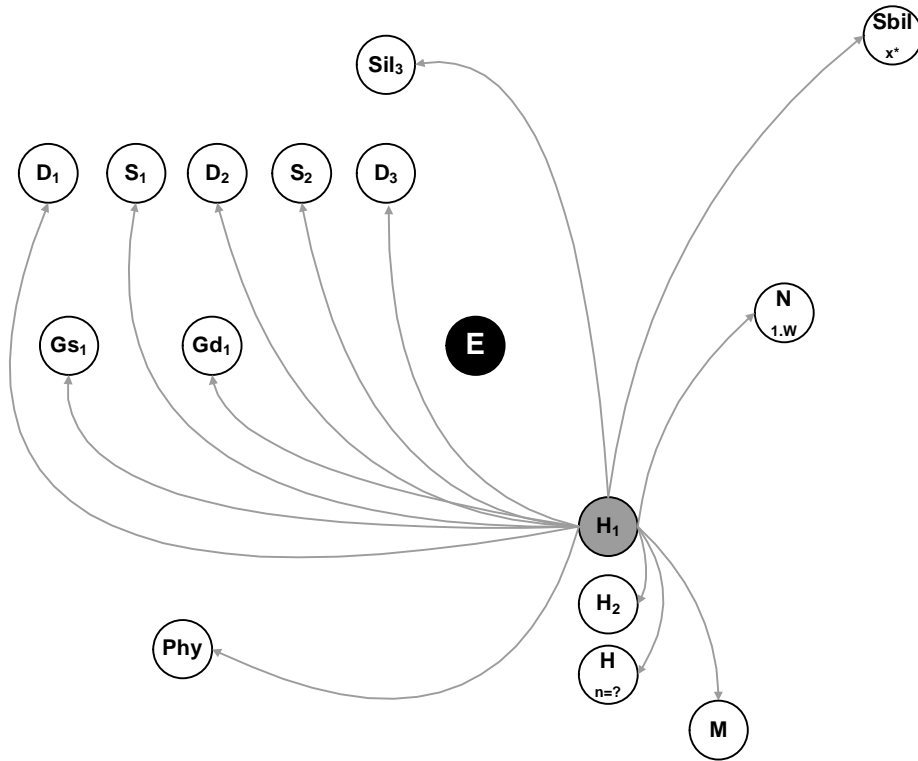 Sbil
x*
Sil₃
D₁ S₁ D₂ S₂ D₃
N
1.W
Gs₁ Gd₁ E
H₁
H₂
Phy
H
n=?
M